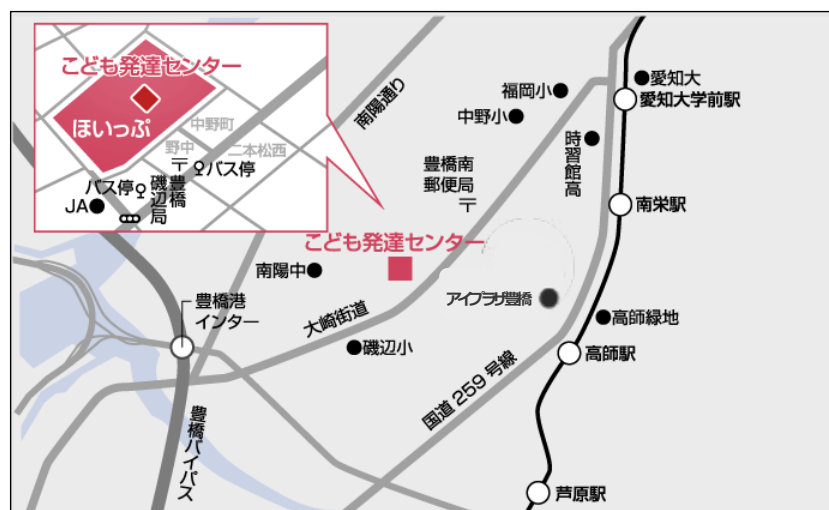 こども発達センター
ほいっぷ
中野町
野中
二本松西
〒
バス停
豊橋
磯辺局
バス停
JA
南陽通り
福岡小
中野小
愛知大
愛知大学前駅
時習館高
豊橋南
郵便局
〒
南栄駅
こども発達センター
南陽中
アイプラザ豊橋
豊橋港
インター
大崎街道
磯辺小
高師緑地
高師駅
国道259号線
豊橋バイパス
芦原駅